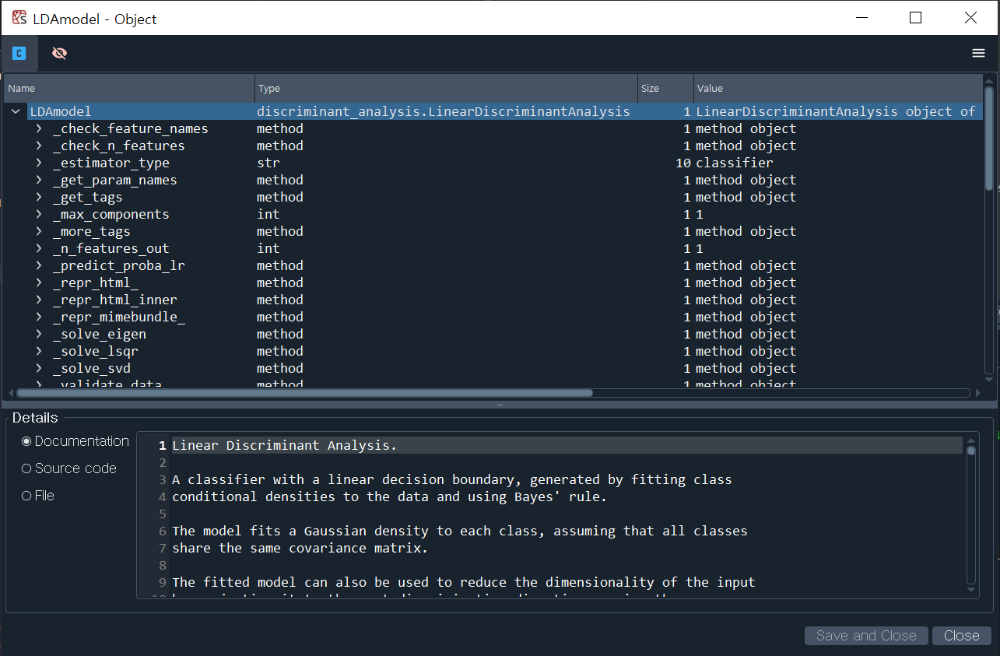 LDAmodel - Object
Name Type Size Value
LDAmodel discriminant_analysis.LinearDiscriminantAnalysis 1 LinearDiscriminantAnalysis object of
_check_feature_names method 1 method object
_check_n_features method 1 method object
_estimator_type str 10 classifier
_get_param_names method 1 method object
_get_tags method 1 method object
_max_components int 1 1
_more_tags method 1 method object
_n_features_out int 1 1
_predict_proba_lr method 1 method object
_repr_html_ method 1 method object
_repr_html_inner method 1 method object
_repr_mimebundle_ method 1 method object
_solve_eigen method 1 method object
_solve_lsqr method 1 method object
_solve_svd method 1 method object
_validate_data method 1 method object
Details
Documentation
Source code
File
1 Linear Discriminant Analysis.
2
3 A classifier with a linear decision boundary, generated by fitting class
4 conditional densities to the data and using Bayes' rule.
5
6 The model fits a Gaussian density to each class, assuming that all classes
7 share the same covariance matrix.
8
9 The fitted model can also be used to reduce the dimensionality of the input
Save and Close Close